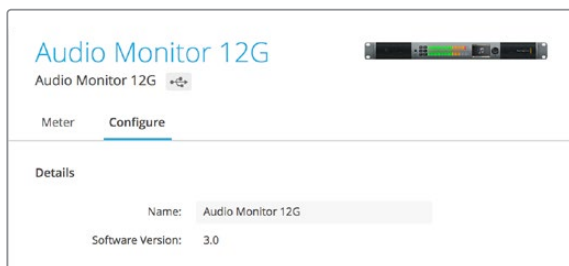 Audio Monitor 12G
Audio Monitor 12G
Meter Configure
Details
Name: Audio Monitor 12G
Software Version: 3.0